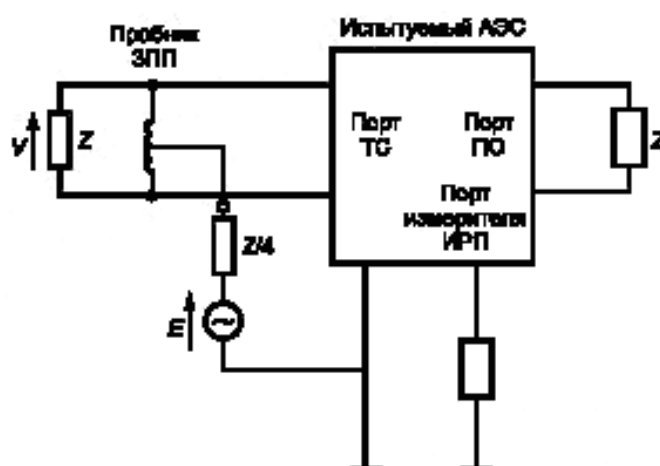 Пробник
ЗПП
Испытуемый АЭС
V
Z
Порт
ТС
Порт
ПО
Z
Порт
измерителя
ИРП
Z/4
E